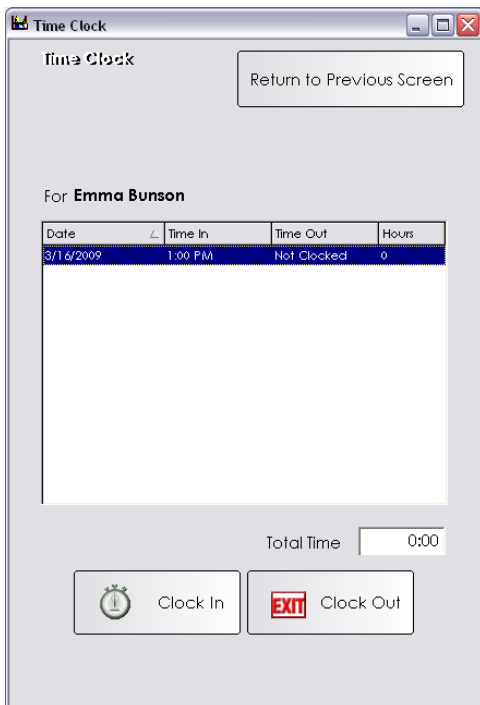 Time Clock
Time Clock
Return to Previous Screen
For Emma Bunson
Date Time In Time Out Hours
3/16/2009 1:00 PM Not Clocked 0
Total Time 0:00
Clock In EXIT Clock Out